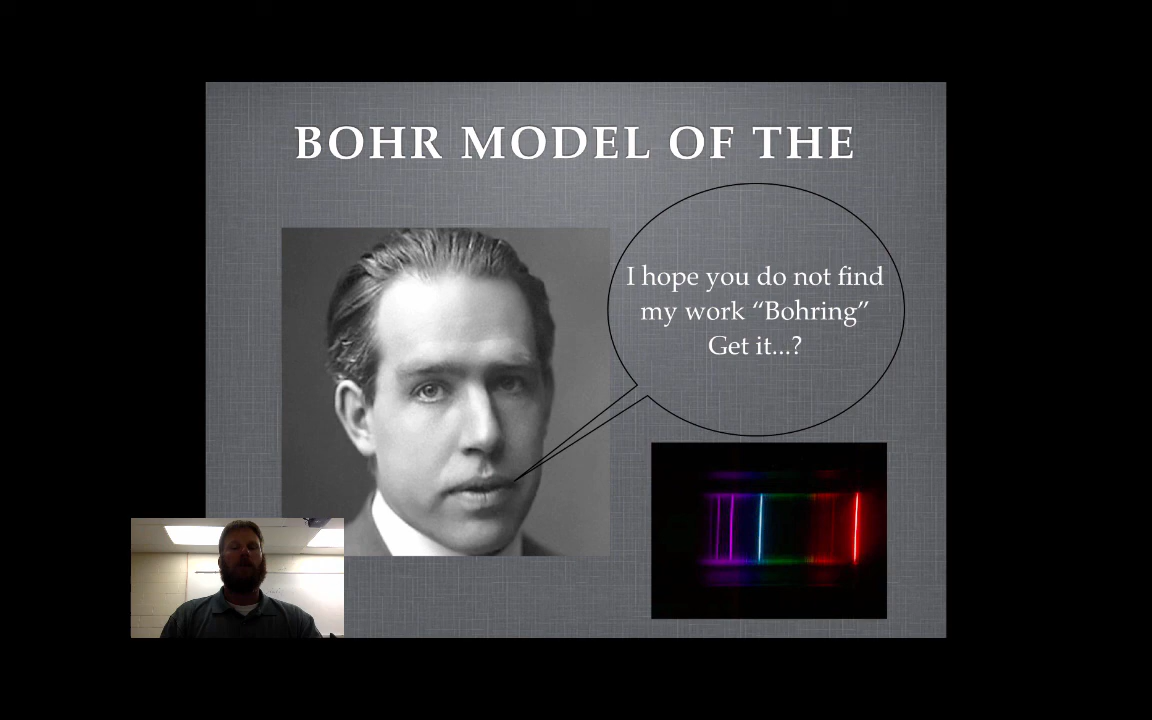 BOHR MODEL OF THE
I hope you do not find
my work “Bohring”
Get it...?